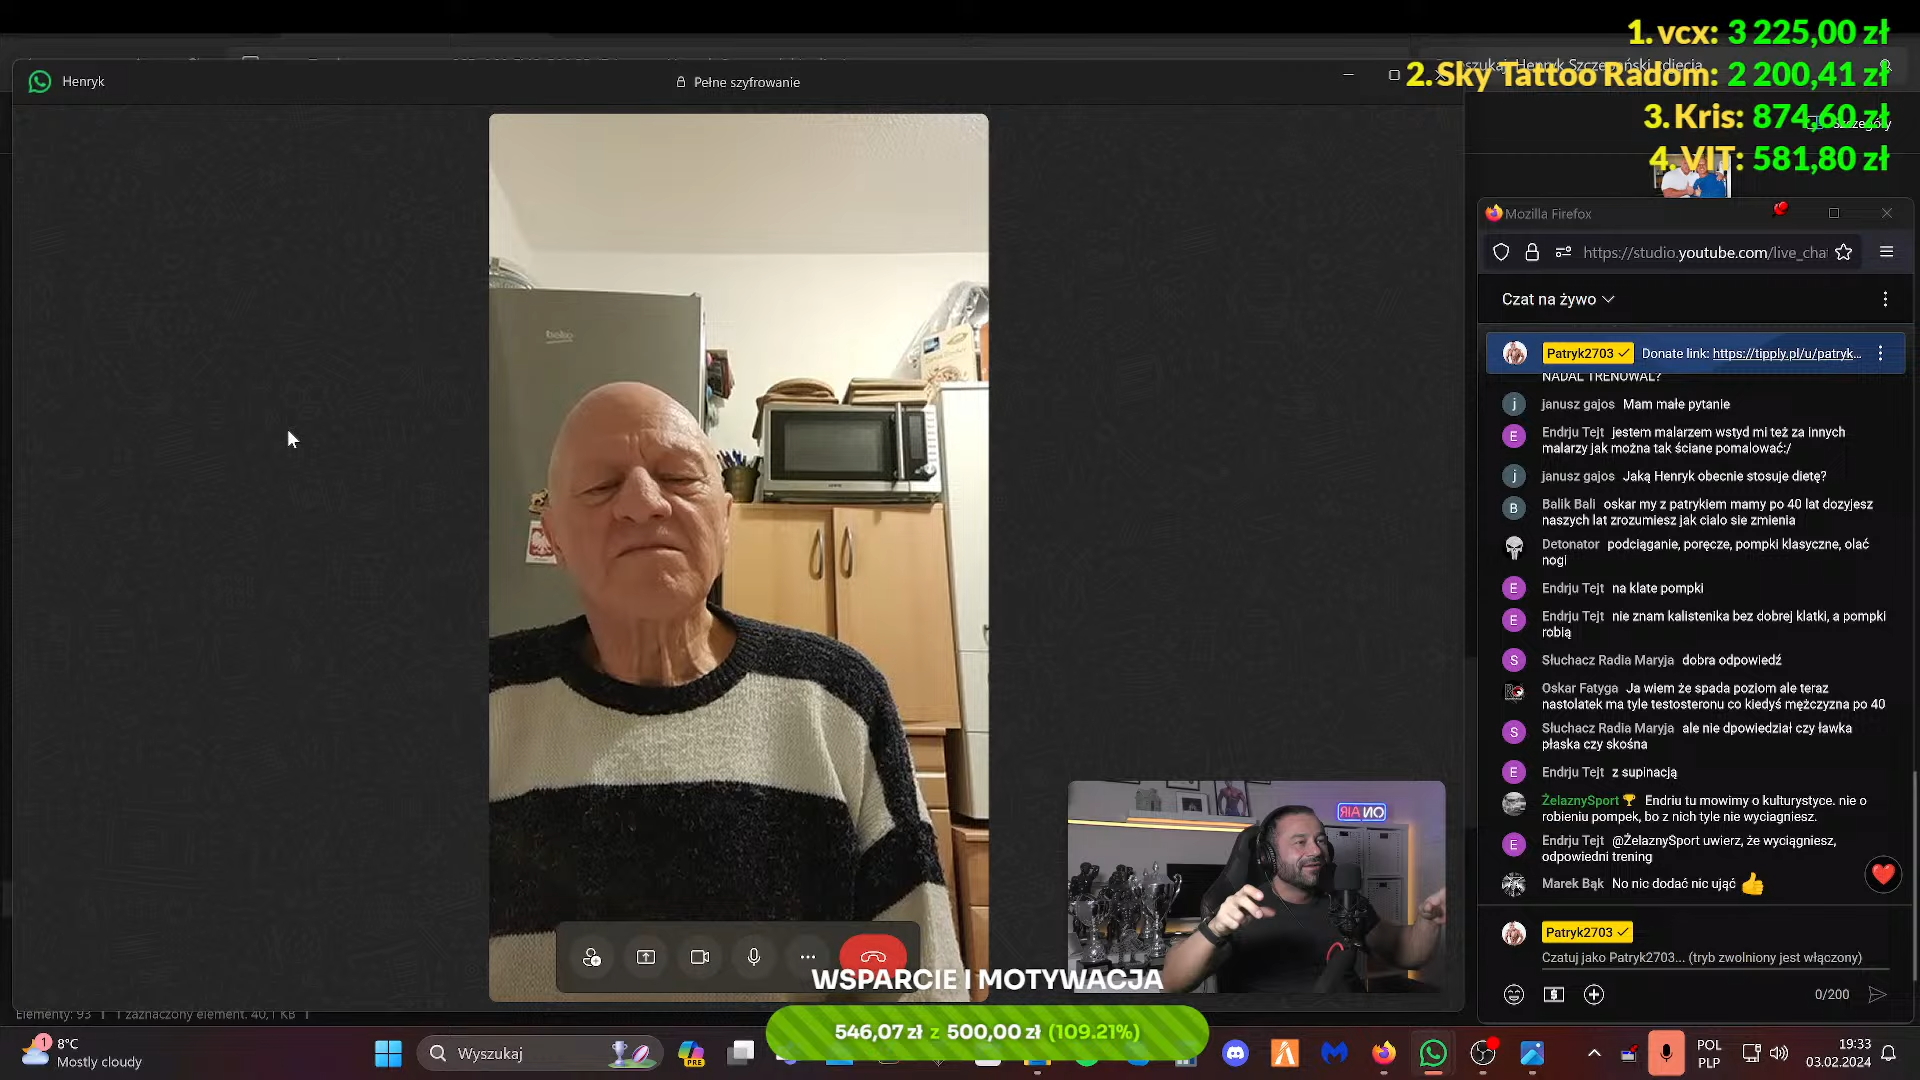 1. vcx: 3 225,00 zł
2. Sky Tattoo Radom: 2 200,41 zł
3. Kris: 874,60 zł
4. VIT: 581,80 zł
Henryk
Pełne szyfrowanie
beko
ON AIR
Mozilla Firefox
https://studio.youtube.com/live_cha
Czat na żywo
Patryk2703 Donate link: https://tipply.pl/u/patryk...
NADAL TRENOWAŁ?
janusz gajos Mam małe pytanie
Endrju Tejt jestem malarzem wstyd mi też za innych
malarzy jak można tak ściane pomalować:/
janusz gajos Jaką Henryk obecnie stosuje dietę?
Balik Bali oskar my z patrykiem mamy po 40 lat dozyjesz
naszych lat zrozumiesz jak cialo sie zmienia
Detonator podciąganie, poręcze, pompki klasyczne, olać
nogi
Endrju Tejt na klate pompki
Endrju Tejt nie znam kalistenika bez dobrej klatki, a pompki
robią
Słuchacz Radia Maryja dobra odpowiedź
Oskar Fatyga Ja wiem że spada poziom ale teraz
nastolatek ma tyle testosteronu co kiedyś mężczyzna po 40
Słuchacz Radia Maryja ale nie dpowiedział czy ławka
płaska czy skośna
Endrju Tejt z supinacją
ŻelaznySport Endriu tu mowimy o kulturystyce. nie o
robieniu pompek, bo z nich tyle nie wyciagniesz.
Endrju Tejt @ŻelaznySport uwierz, że wyciągniesz,
odpowiedni trening
Marek Bąk No nic dodać nic ująć
Patryk2703
Czatuj jako Patryk2703... (tryb zwolniony jest włączony)
0/200
WSPARCIE I MOTYWACJA
546,07 zł z 500,00 zł (109.21%)
Elementy: 93 1 zaznaczony element. 40,1 KB
1
8°C
Mostly cloudy
Wyszukaj
PRE
POL
PLP
19:33
03.02.2024